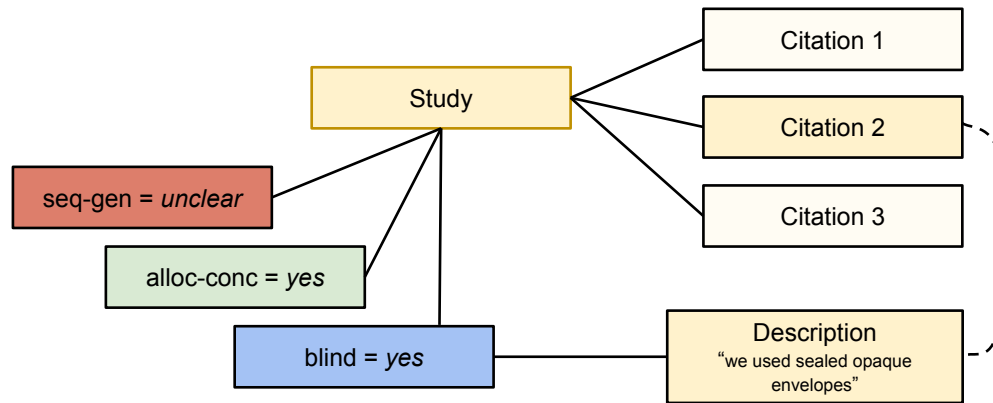 Citation 1
Study
Citation 2
seq-gen = unclear
Citation 3
alloc-conc = yes
blind = yes
Description
“we used sealed opaque
envelopes”